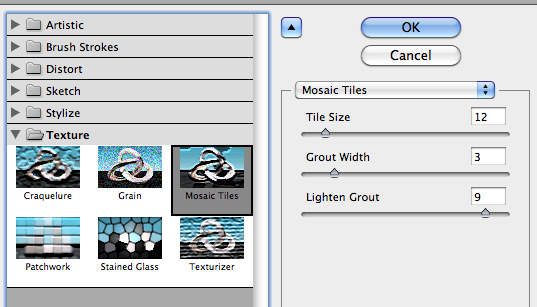 Artistic
Brush Strokes
Distort
Sketch
Stylize
Texture
Craquelure Grain Mosaic Tiles
Patchwork Stained Glass Texturizer
OK
Cancel
Mosaic Tiles
Tile Size 12
Grout Width 3
Lighten Grout 9